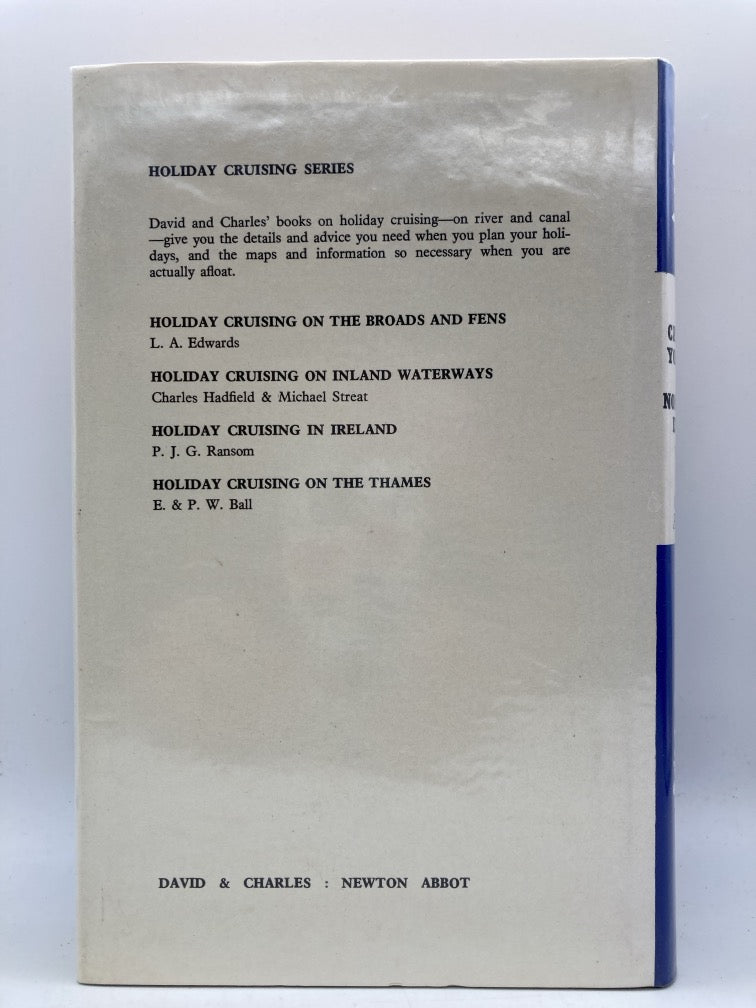 HOLIDAY CRUISING SERIES
David and Charles' books on holiday cruising—on river and canal
—give you the details and advice you need when you plan your holi-
days, and the maps and information so necessary when you are
actually afloat.
HOLIDAY CRUISING ON THE BROADS AND FENS
L. A. Edwards
HOLIDAY CRUISING ON INLAND WATERWAYS
Charles Hadfield & Michael Streat
HOLIDAY CRUISING IN IRELAND
P. J. G. Ransom
HOLIDAY CRUISING ON THE THAMES
E. & P. W. Ball
DAVID & CHARLES : NEWTON ABBOT